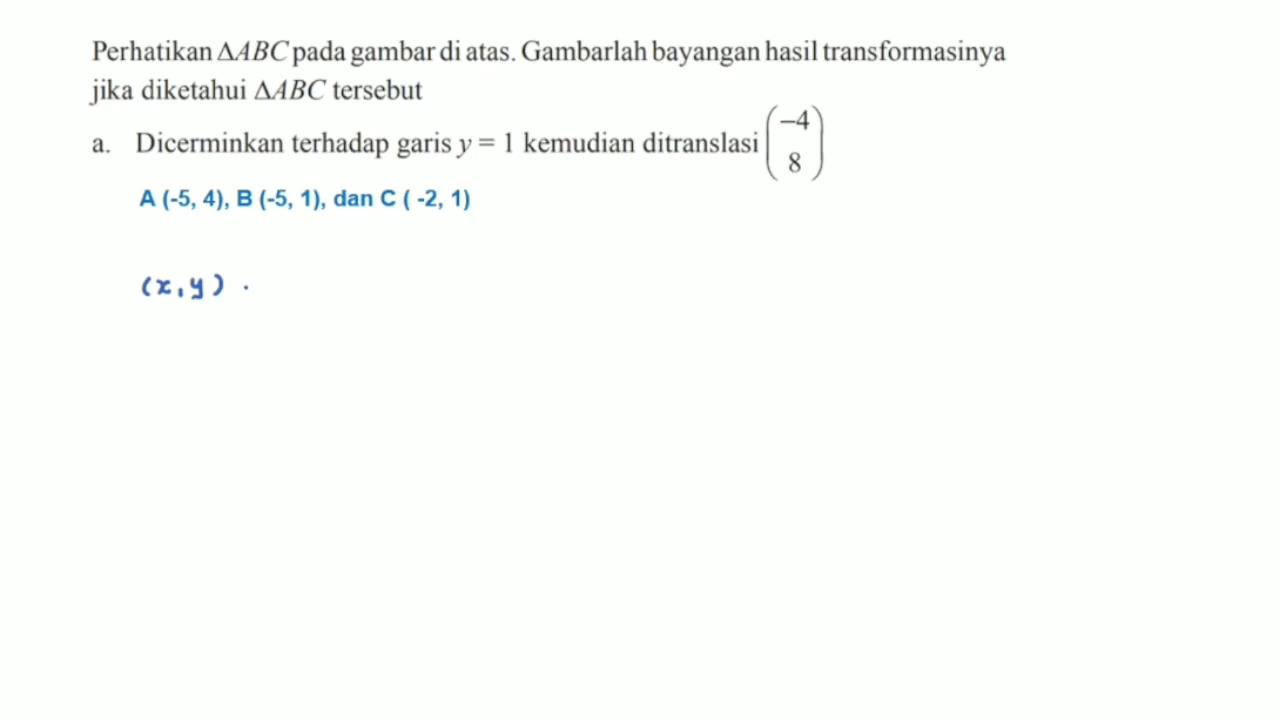 Perhatikan ΔABC pada gambar di atas. Gambarlah bayangan hasil transformasinya
jika diketahui ΔABC tersebut
a. Dicerminkan terhadap garis y = 1 kemudian ditranslasi (−4 8)
A (-5, 4), B (-5, 1), dan C ( -2, 1)
(x,y) ·